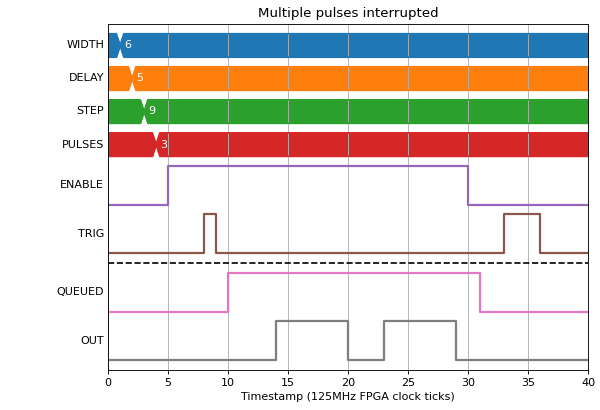 Multiple pulses interrupted
WIDTH 6
DELAY 5
STEP 9
PULSES 3
ENABLE
TRIG
QUEUED
OUT
0 5 10 15 20 25 30 35 40
Timestamp (125MHz FPGA clock ticks)